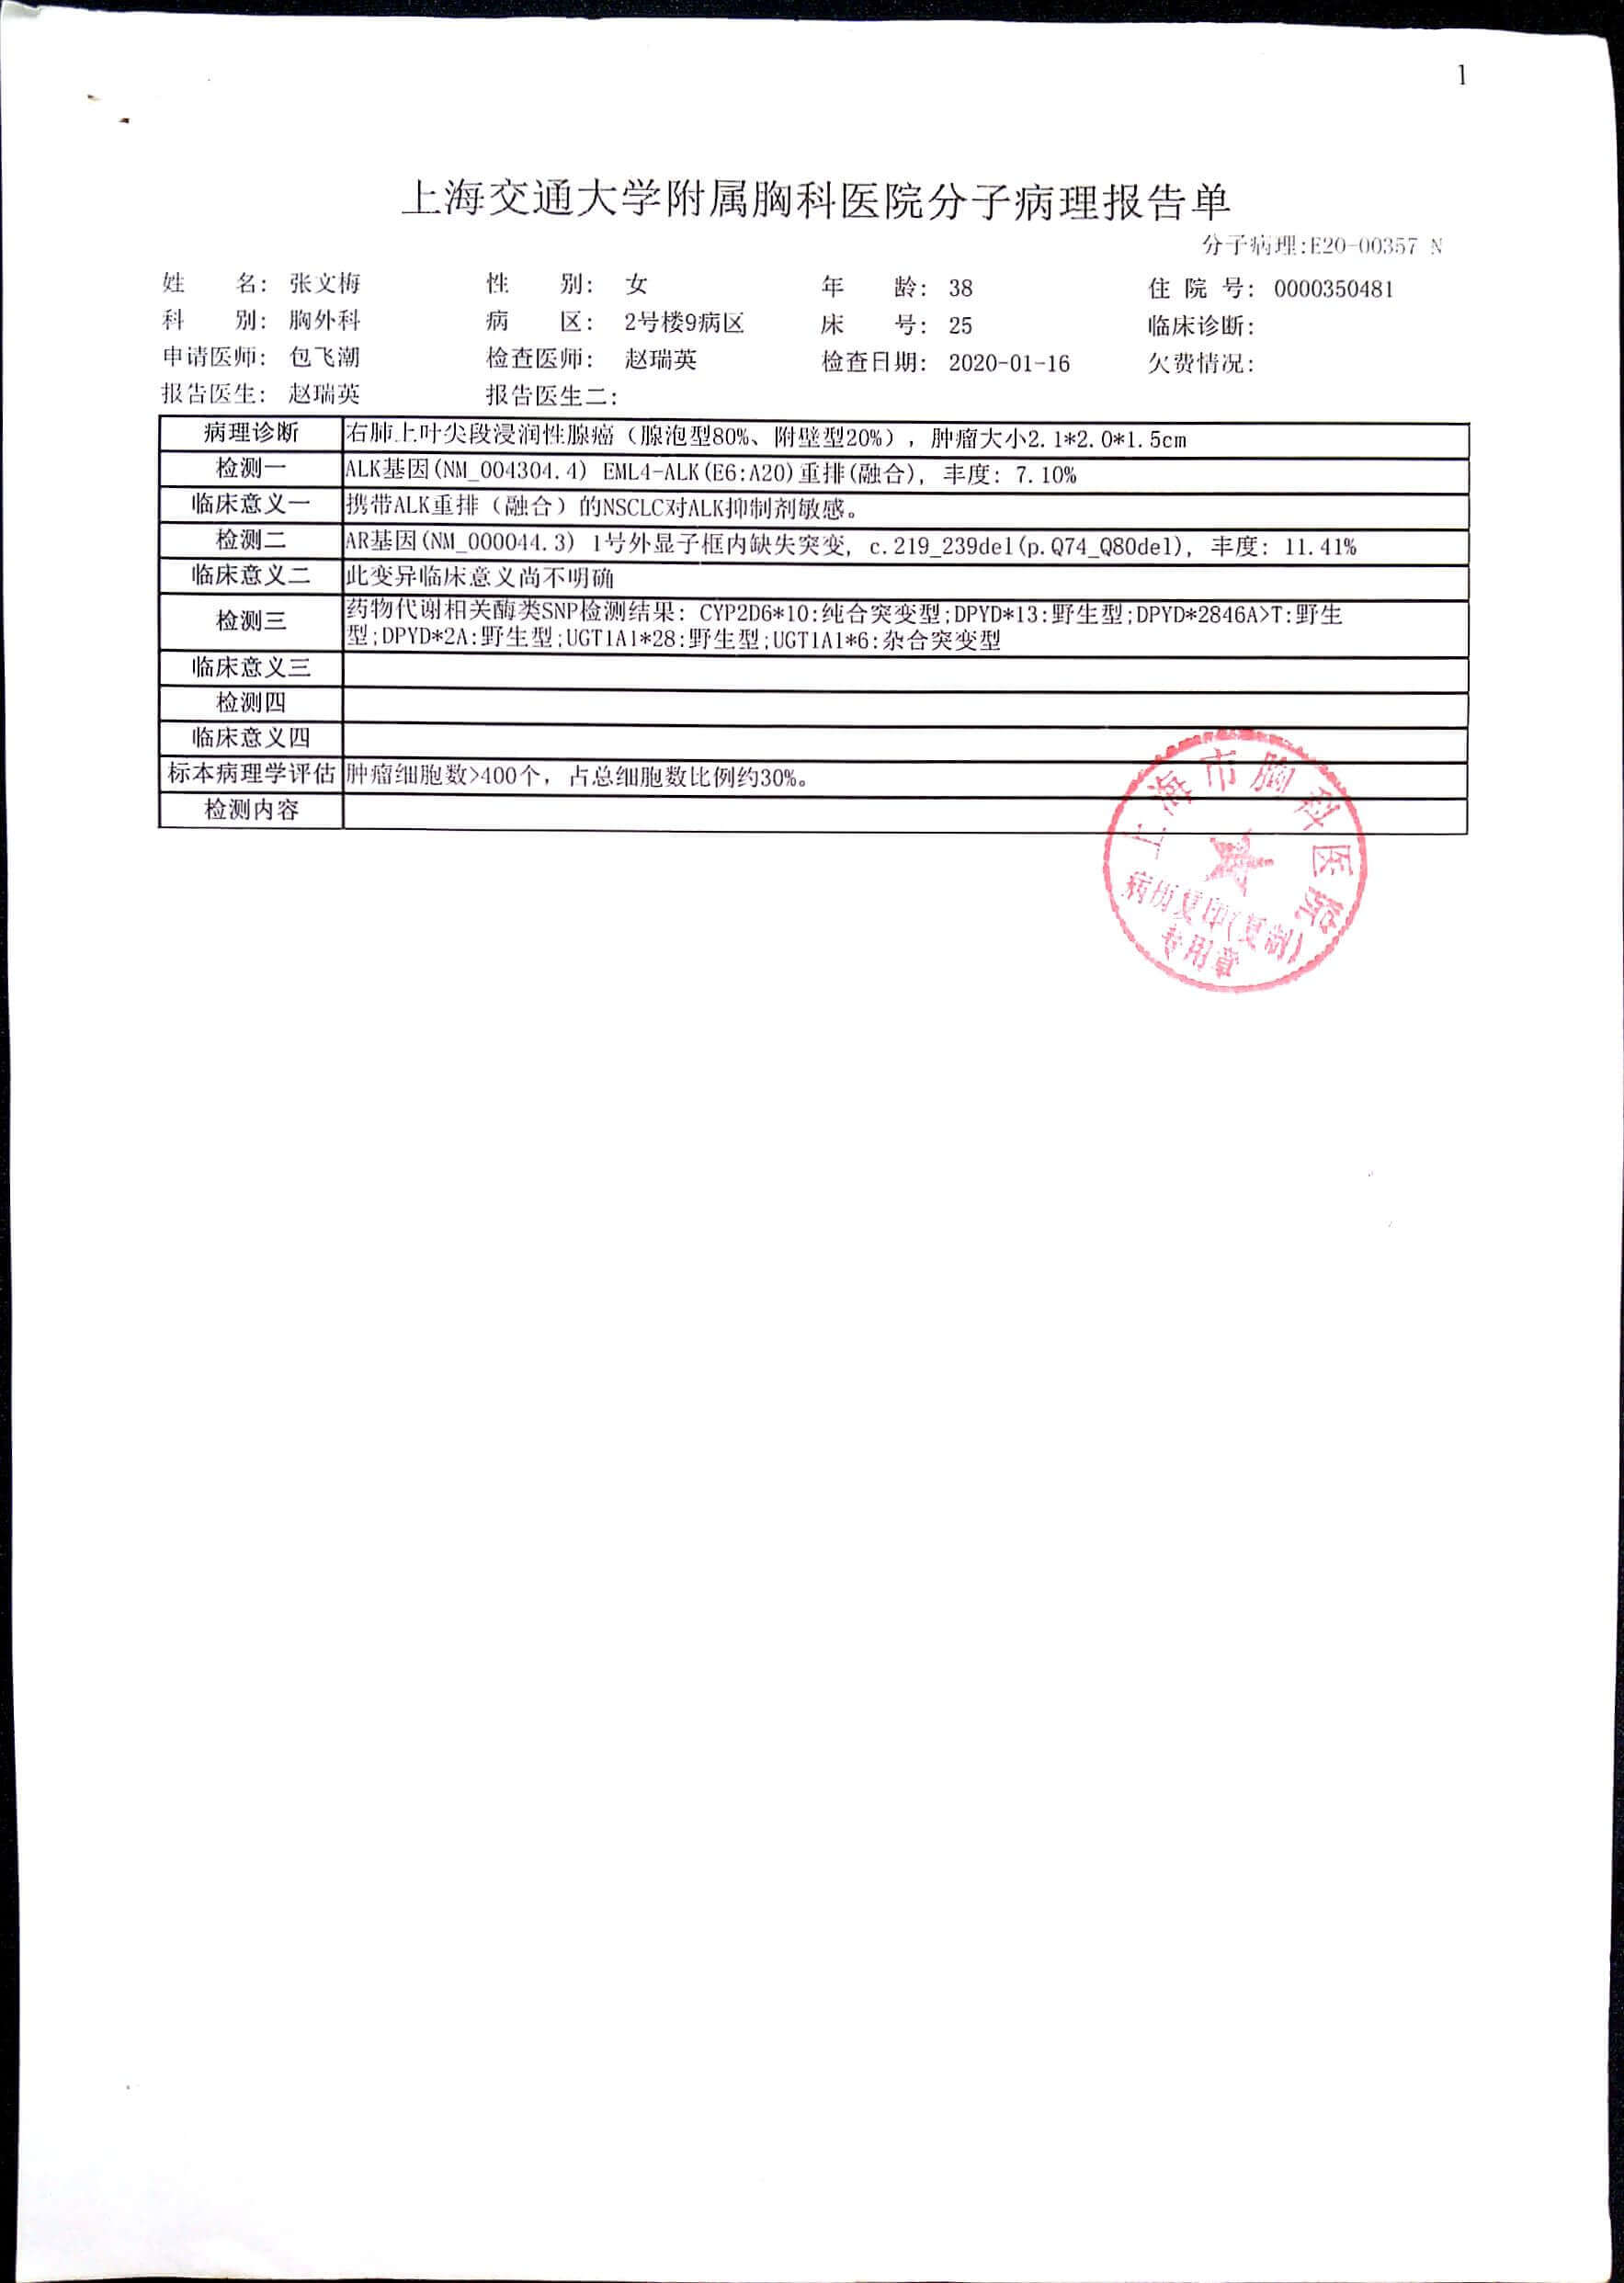 1
上海交通大学附属胸科医院分子病理报告单
分子病理:E20-00357 N
姓 名: 张文梅 性 别: 女 年 龄: 38 住 院 号: 0000350481
科 别: 胸外科 病 区: 2号楼9病区 床 号: 25 临床诊断:
申请医师: 包飞潮 检查医师: 赵瑞英 检查日期: 2020-01-16 欠费情况:
报告医生: 赵瑞英 报告医生二:
病理诊断 右肺上叶尖段浸润性腺癌（腺泡型80%、附壁型20%），肿瘤大小2.1*2.0*1.5cm
检测一 ALK基因(NM_004304.4) EML4-ALK(E6:A20)重排(融合), 丰度: 7.10%
临床意义一 携带ALK重排（融合）的NSCLC对ALK抑制剂敏感。
检测二 AR基因(NM_000044.3) 1号外显子框内缺失突变, c.219_239del(p.Q74_Q80del), 丰度: 11.41%
临床意义二 此变异临床意义尚不明确
检测三 药物代谢相关酶类SNP检测结果: CYP2D6*10:纯合突变型;DPYD*13:野生型;DPYD*2846A>T:野生
型;DPYD*2A:野生型;UGT1A1*28:野生型;UGT1A1*6:杂合突变型
临床意义三
检测四
临床意义四
标本病理学评估 肿瘤细胞数>400个, 占总细胞数比例约30%。
检测内容
上海市胸科医院
病历复印(复制)
专用章